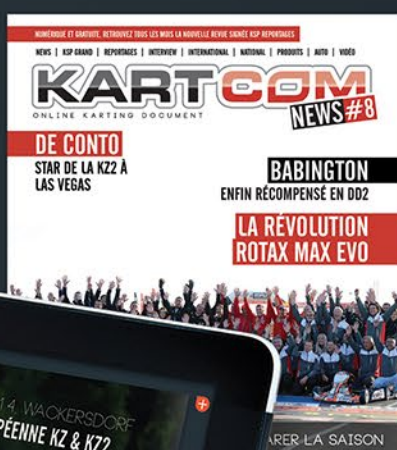 NUMÉRIQUE ET GRATUITE, RETROUVEZ TOUS LES MOIS LA NOUVELLE REVUE SIGNÉE KSP REPORTAGES
NEWS | KSP GRAND | REPORTAGES | INTERVIEW | INTERNATIONAL | NATIONAL | PRODUITS | AUTO | VIDÉO
KARTCOM
ONLINE KARTING DOCUMENT
NEWS#8
DE CONTO
STAR DE LA KZ2 À
LAS VEGAS
BABINGTON
ENFIN RÉCOMPENSÉ EN DD2
LA RÉVOLUTION
ROTAX MAX EVO
14, WACKERSDORF
PÉENNE KZ & KZ2
ARER LA SAISON